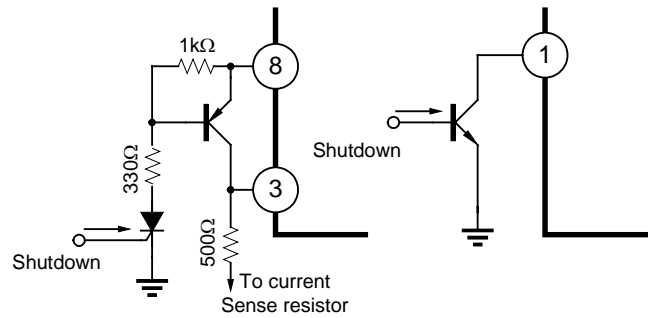 1kΩ
8
1
330Ω
Shutdown
3
500Ω
Shutdown
To current
Sense resistor